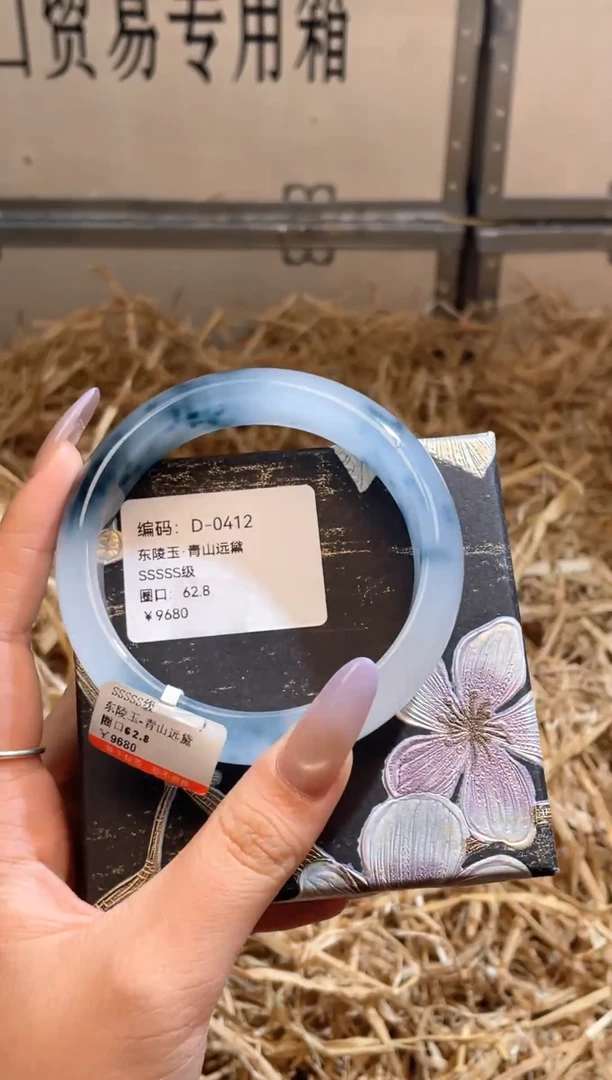 口贸易专用箱
编码：D-0412
东陵玉·青山远黛
SSSSS级
圈口：62.8
￥9680
SSSSS级
东陵玉-青山远黛
圈口62.8
￥9680